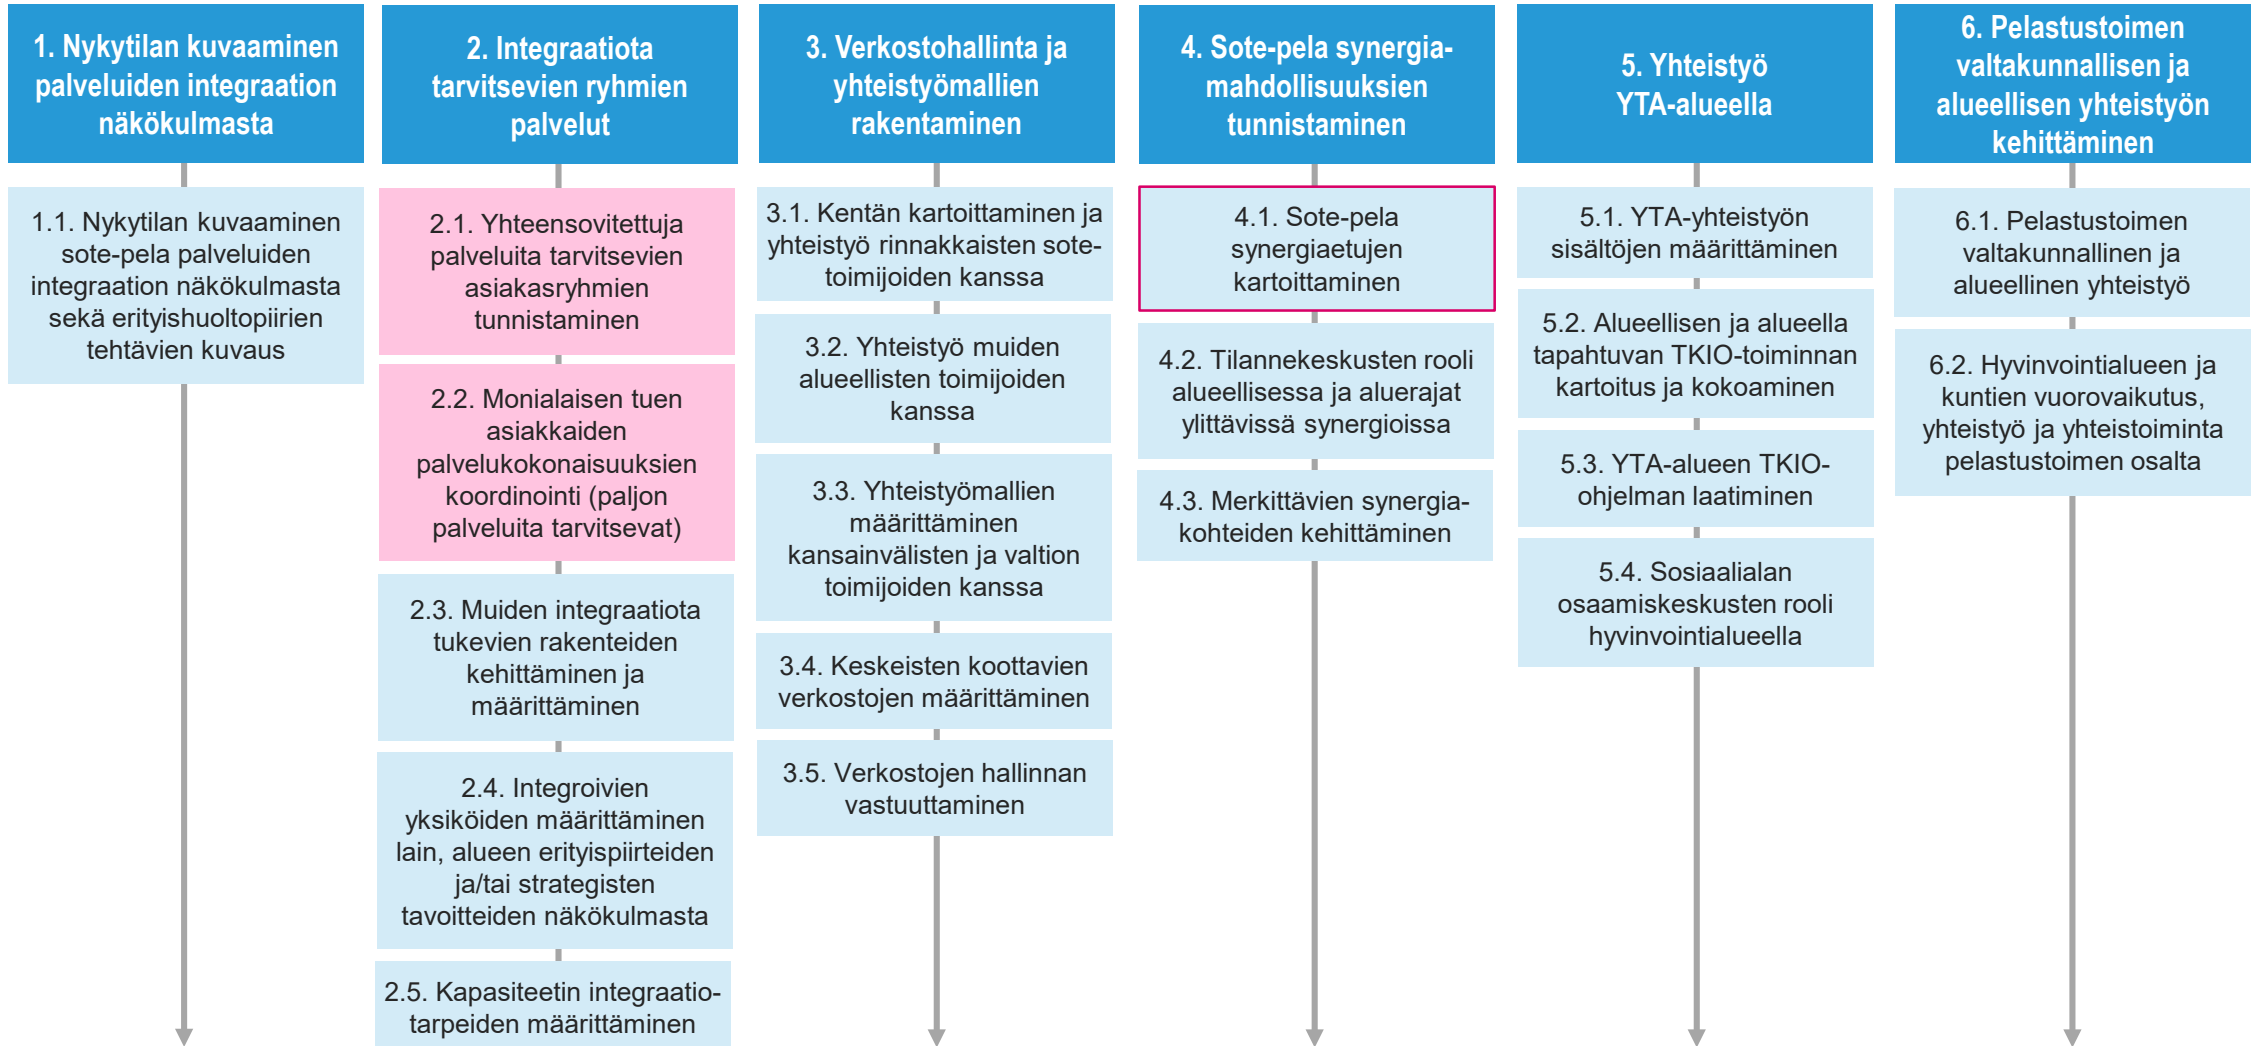 1. Nykytilan kuvaaminen
palveluiden integraation
näkökulmasta
1.1. Nykytilan kuvaaminen
sote-pela palveluiden
integraation näkökulmasta
sekä erityishuoltopiirien
tehtävien kuvaus
2. Integraatiota
tarvitsevien ryhmien
palvelut
2.1. Yhteensovitettuja
palveluita tarvitsevien
asiakasryhmien
tunnistaminen
2.2. Monialaisen tuen
asiakkaiden
palvelukokonaisuuksien
koordinointi (paljon
palveluita tarvitsevat)
2.3. Muiden integraatiota
tukevien rakenteiden
kehittäminen ja
määrittäminen
2.4. Integroivien
yksiköiden määrittäminen
lain, alueen erityispiirteiden
ja/tai strategisten
tavoitteiden näkökulmasta
2.5. Kapasiteetin integraatio-
tarpeiden määrittäminen
3. Verkostohallinta ja
yhteistyömallien
rakentaminen
3.1. Kentän kartoittaminen ja
yhteistyö rinnakkaisten sote-
toimijoiden kanssa
3.2. Yhteistyö muiden
alueellisten toimijoiden
kanssa
3.3. Yhteistyömallien
määrittäminen
kansainvälisten ja valtion
toimijoiden kanssa
3.4. Keskeisten koottavien
verkostojen määrittäminen
3.5. Verkostojen hallinnan
vastuuttaminen
4. Sote-pela synergia-
mahdollisuuksien
tunnistaminen
4.1. Sote-pela
synergiaetujen
kartoittaminen
4.2. Tilannekeskusten rooli
alueellisessa ja aluerajat
ylittävissä synergioissa
4.3. Merkittävien synergia-
kohteiden kehittäminen
5. Yhteistyö
YTA-alueella
5.1. YTA-yhteistyön
sisältöjen määrittäminen
5.2. Alueellisen ja alueella
tapahtuvan TKIO-toiminnan
kartoitus ja kokoaminen
5.3. YTA-alueen TKIO-
ohjelman laatiminen
5.4. Sosiaalialan
osaamiskeskusten rooli
hyvinvointialueella
6. Pelastustoimen
valtakunnallisen ja
alueellisen yhteistyön
kehittäminen
6.1. Pelastustoimen
valtakunnallinen ja
alueellinen yhteistyö
6.2. Hyvinvointialueen ja
kuntien vuorovaikutus,
yhteistyö ja yhteistoiminta
pelastustoimen osalta